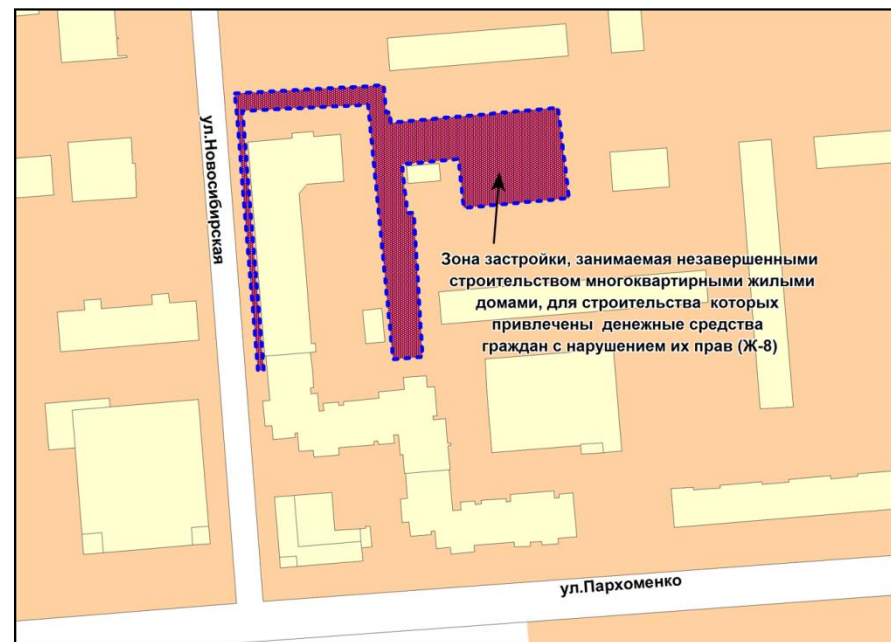 ул.Новосибирская
Зона застройки, занимаемая незавершенными
строительством многоквартирными жилыми
домами, для строительства которых
привлечены денежные средства
граждан с нарушением их прав (Ж-8)
ул.Пархоменко